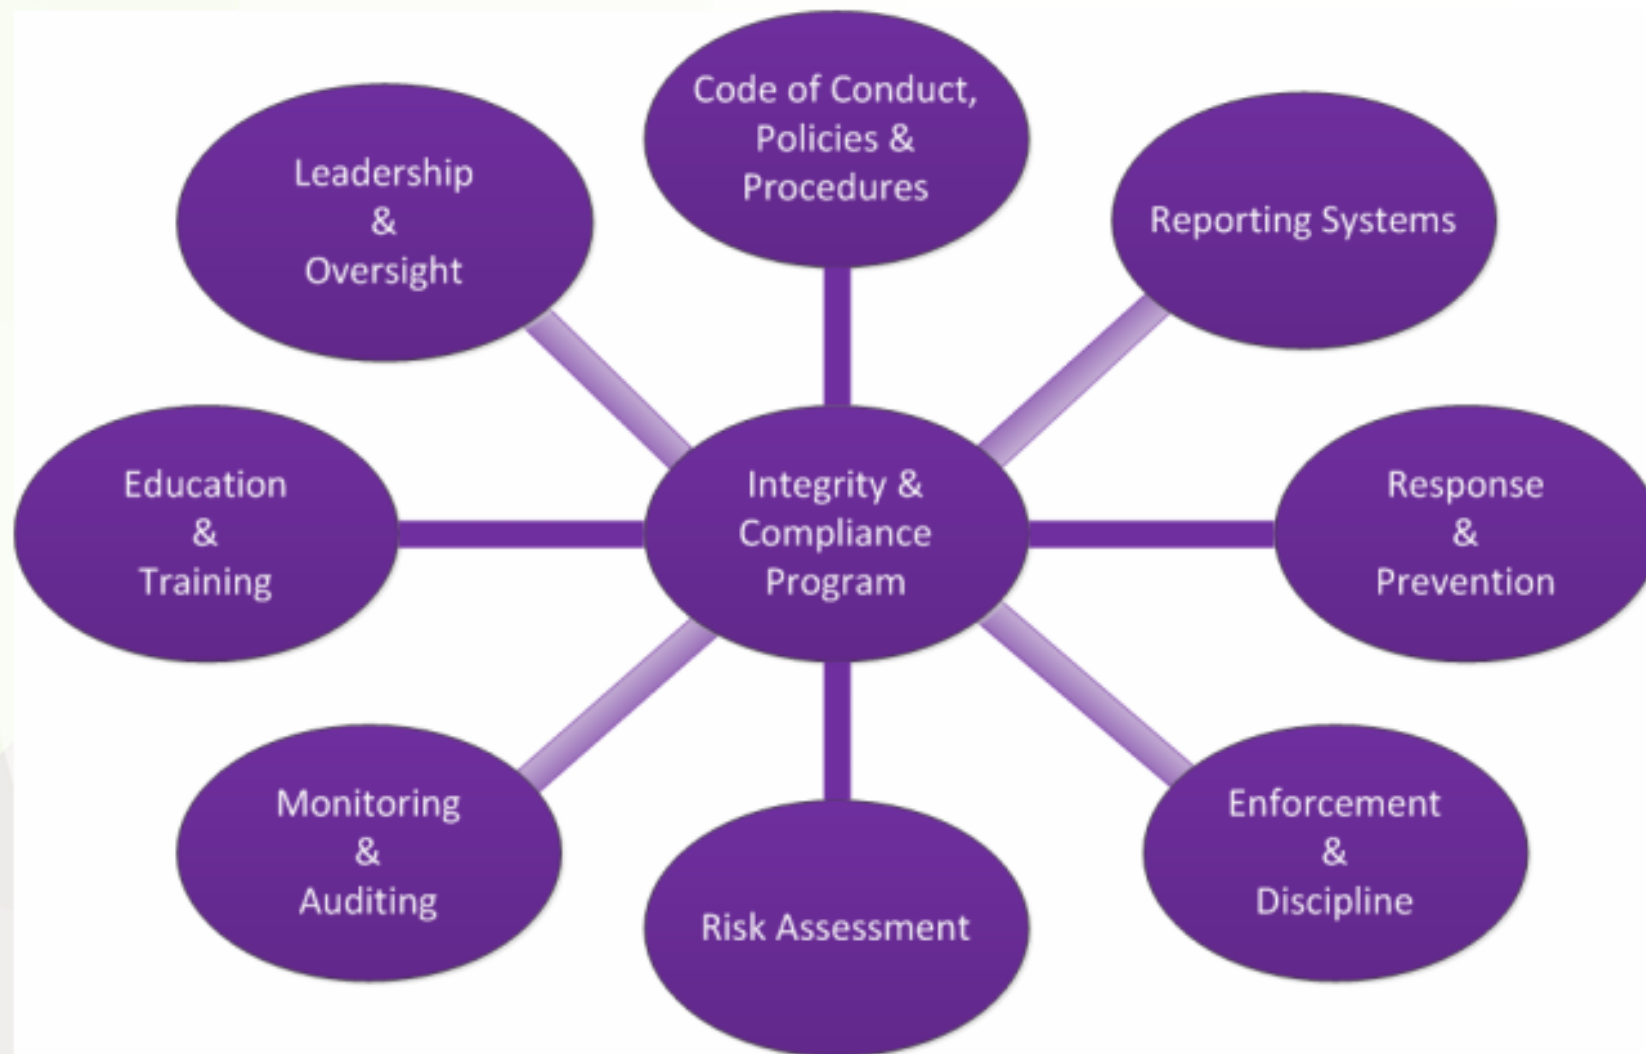 Code of Conduct,
Policies &
Procedures
Leadership
&
Oversight
Reporting Systems
Education
&
Training
Integrity &
Compliance
Program
Response
&
Prevention
Monitoring
&
Auditing
Risk Assessment
Enforcement
&
Discipline